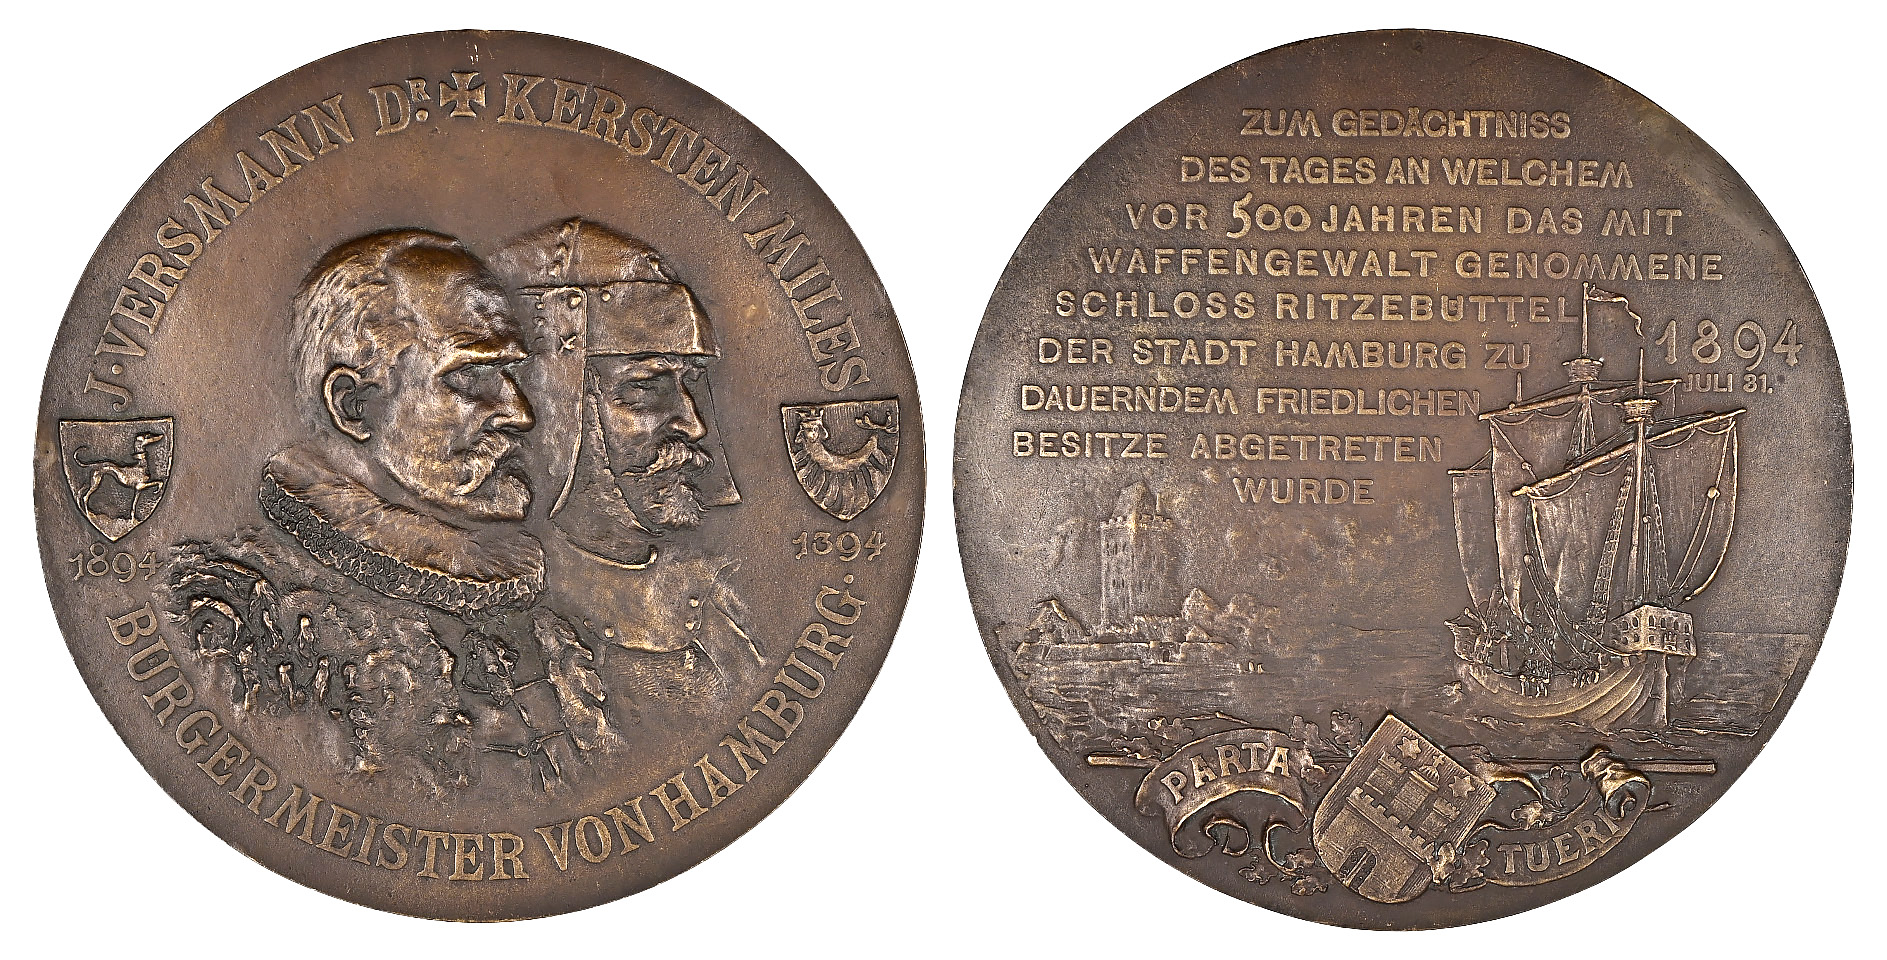 J. VERSMANN DR. ✠ KERSTEN MILES
1894
1394
BURGERMEISTER VON HAMBURG.
ZUM GEDÄCHTNISS
DES TAGES AN WELCHEM
VOR 500 JAHREN DAS MIT
WAFFENGEWALT GENOMMENE
SCHLOSS RITZEBÜTTEL
DER STADT HAMBURG ZU
DAUERNDEM FRIEDLICHEN
BESITZE ABGETRETEN
WURDE
1894
JULI 31.
PARTA
TUERI